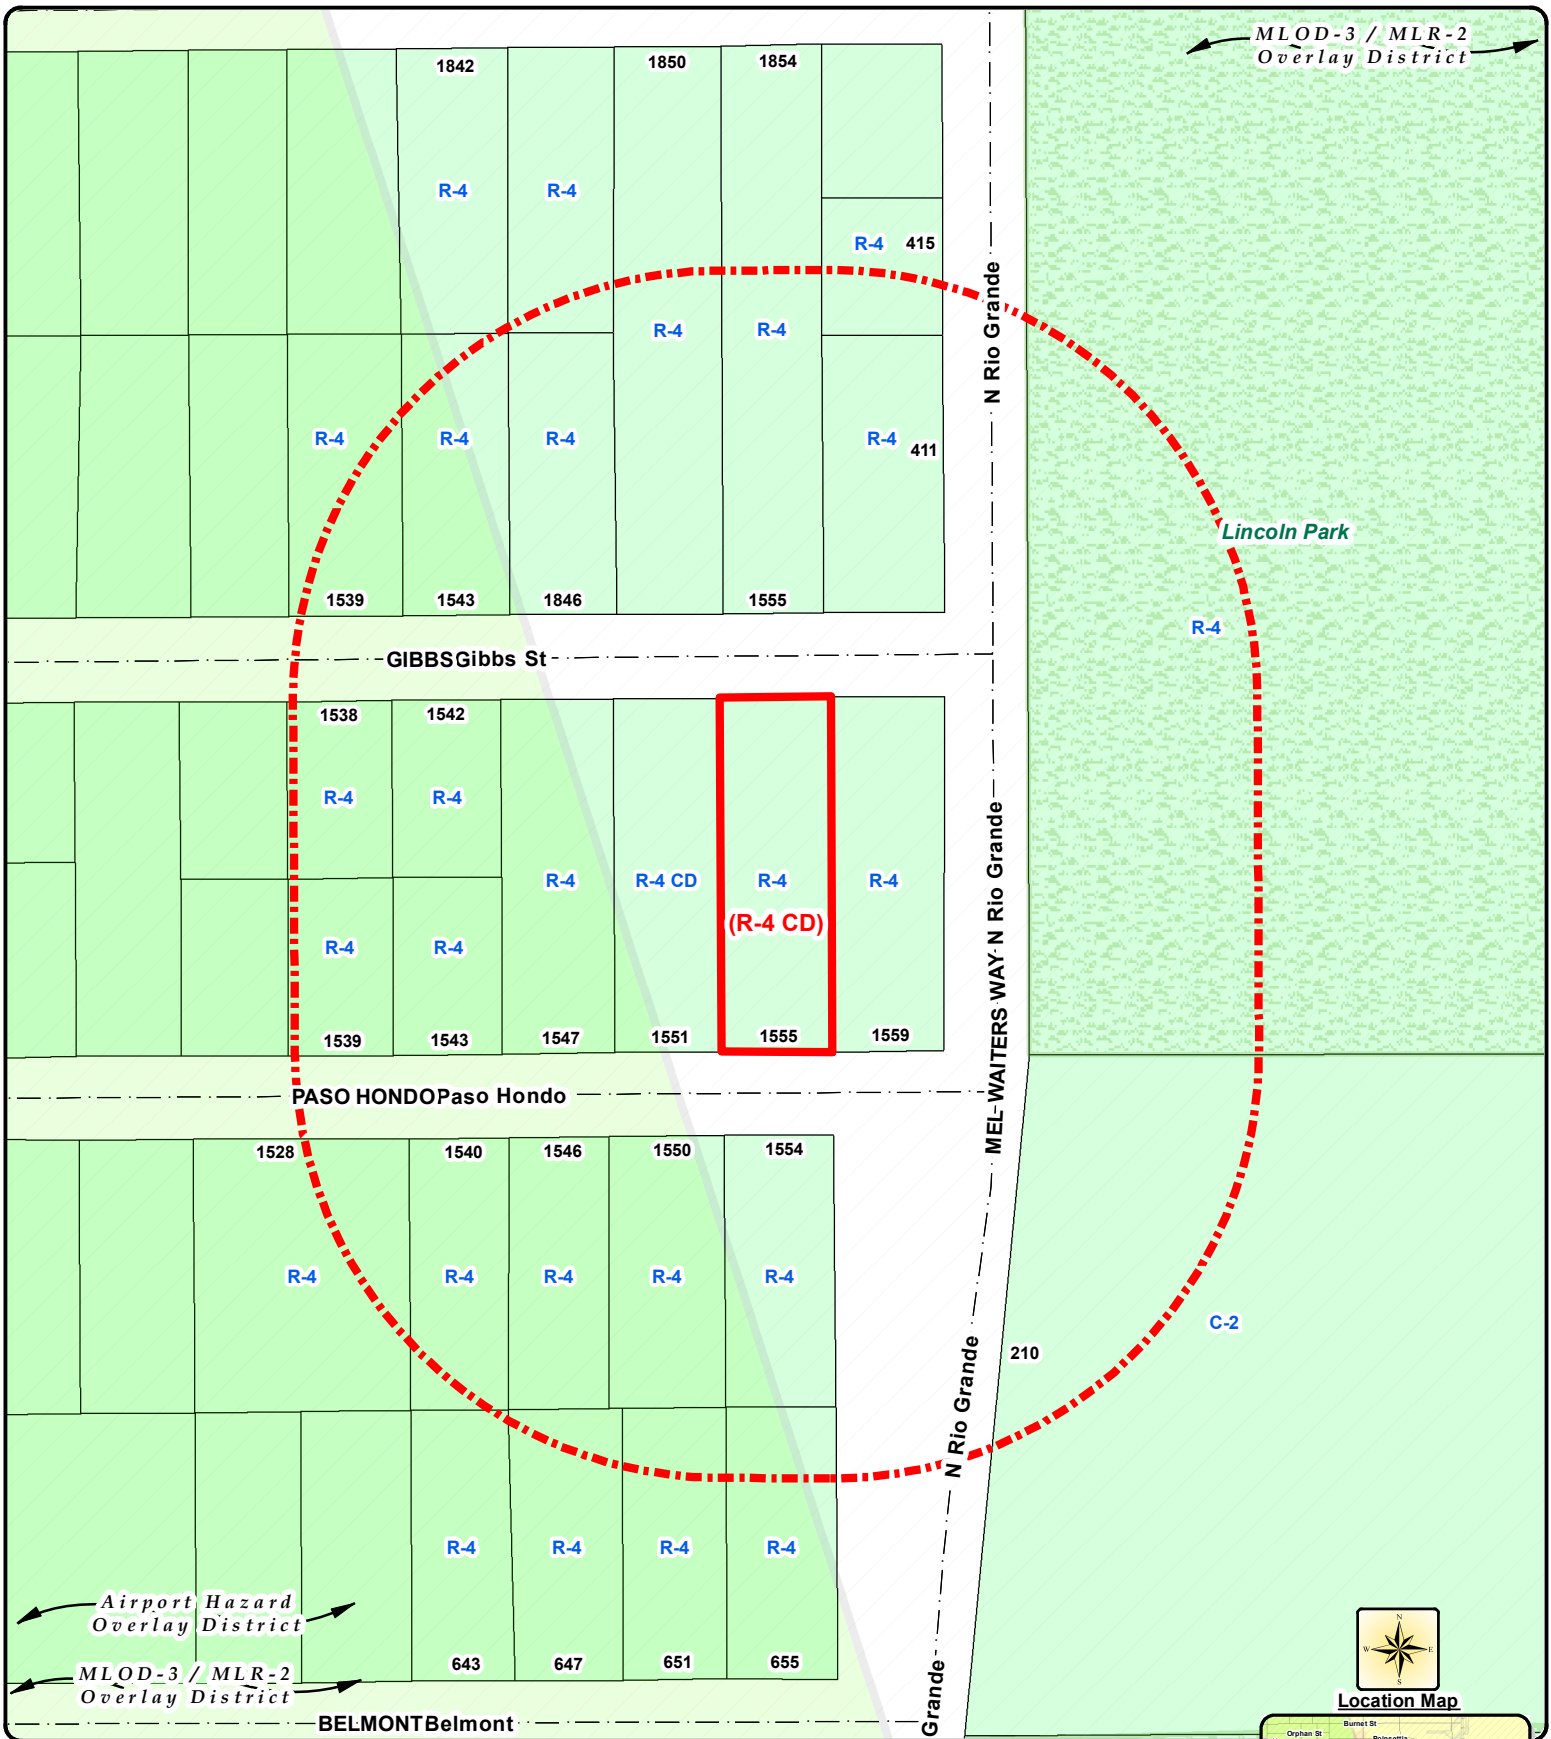 MLOD-3 / MLR-2
Overlay District
1842
1850
1854
R-4
R-4
R-4 415
N Rio Grande
R-4
R-4
R-4
R-4
R-4
R-4 411
Lincoln Park
1539
1543
1846
1555
R-4
GIBBS Gibbs St
1538
1542
R-4
R-4
R-4
R-4 CD
R-4
R-4
(R-4 CD)
R-4
R-4
1539
1543
1547
1551
1555
1559
MEL WAITERS WAY N Rio Grande
PASO HONDO Paso Hondo
1528
1540
1546
1550
1554
R-4
R-4
R-4
R-4
R-4
C-2
210
N Rio Grande
R-4
R-4
R-4
R-4
Airport Hazard
Overlay District
643
647
651
655
MLOD-3 / MLR-2
Overlay District
Grande
BELMONT Belmont
N
W
E
S
Location Map
Burnet St
Orphan St